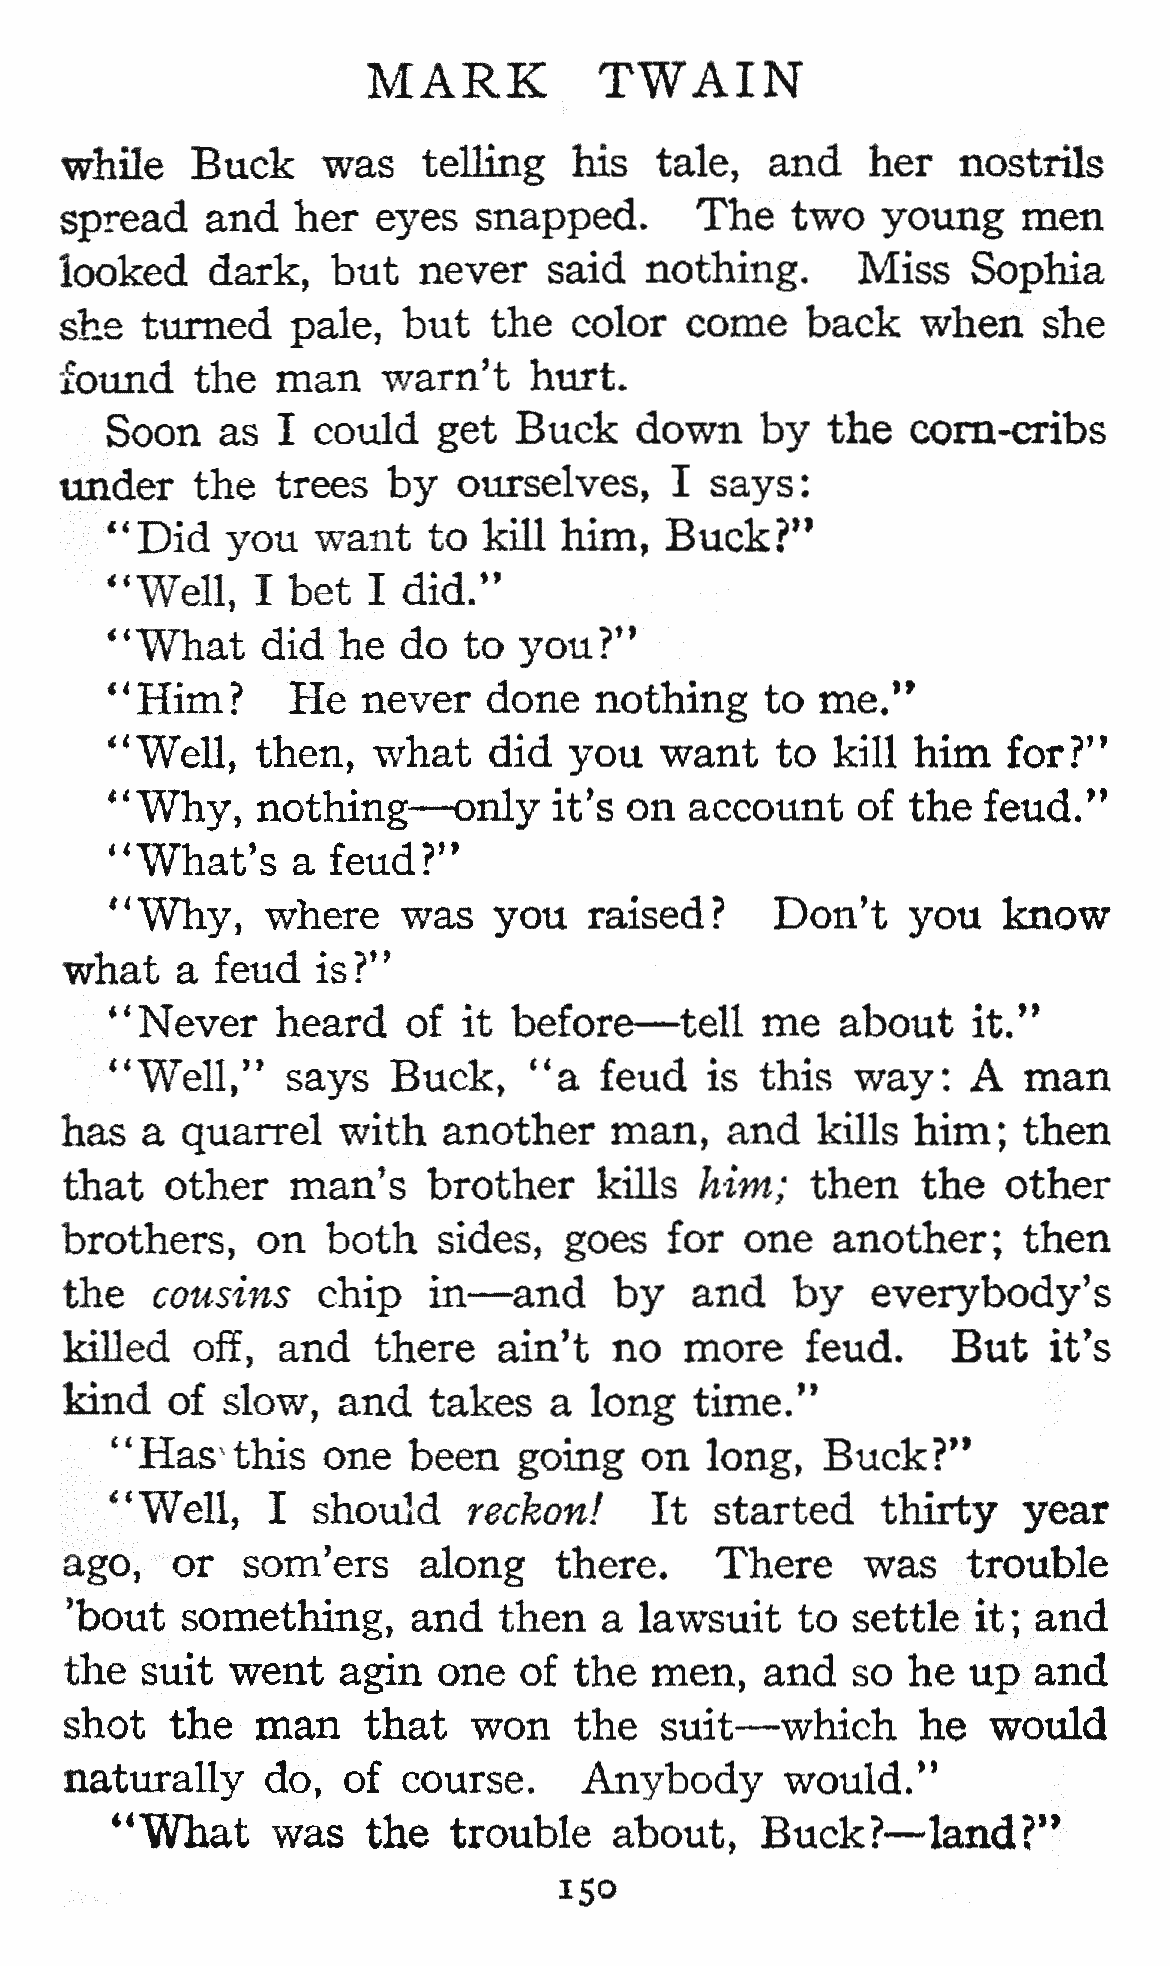 MARK TWAIN
while Buck was telling his tale, and her nostrils
spread and her eyes snapped. The two young men
looked dark, but never said nothing. Miss Sophia
she turned pale, but the color come back when she
found the man warn't hurt.
Soon as I could get Buck down by the corn-cribs
under the trees by ourselves, I says:
"Did you want to kill him, Buck?"
"Well, I bet I did."
"What did he do to you?"
"Him? He never done nothing to me."
"Well, then, what did you want to kill him for?"
"Why, nothing—only it's on account of the feud."
"What's a feud?"
"Why, where was you raised? Don't you know
what a feud is?"
"Never heard of it before—tell me about it."
"Well," says Buck, "a feud is this way: A man
has a quarrel with another man, and kills him; then
that other man's brother kills him; then the other
brothers, on both sides, goes for one another; then
the cousins chip in—and by and by everybody's
killed off, and there ain't no more feud. But it's
kind of slow, and takes a long time."
"Has this one been going on long, Buck?"
"Well, I should reckon! It started thirty year
ago, or som'ers along there. There was trouble
'bout something, and then a lawsuit to settle it; and
the suit went agin one of the men, and so he up and
shot the man that won the suit—which he would
naturally do, of course. Anybody would."
"What was the trouble about, Buck?—land?"
150